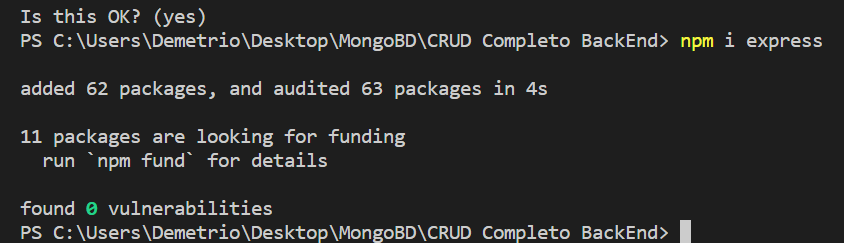 Is this OK? (yes)
PS C:\Users\Demetrio\Desktop\MongoBD\CRUD Completo BackEnd> npm i express
added 62 packages, and audited 63 packages in 4s
11 packages are looking for funding
  run `npm fund` for details
found 0 vulnerabilities
PS C:\Users\Demetrio\Desktop\MongoBD\CRUD Completo BackEnd>